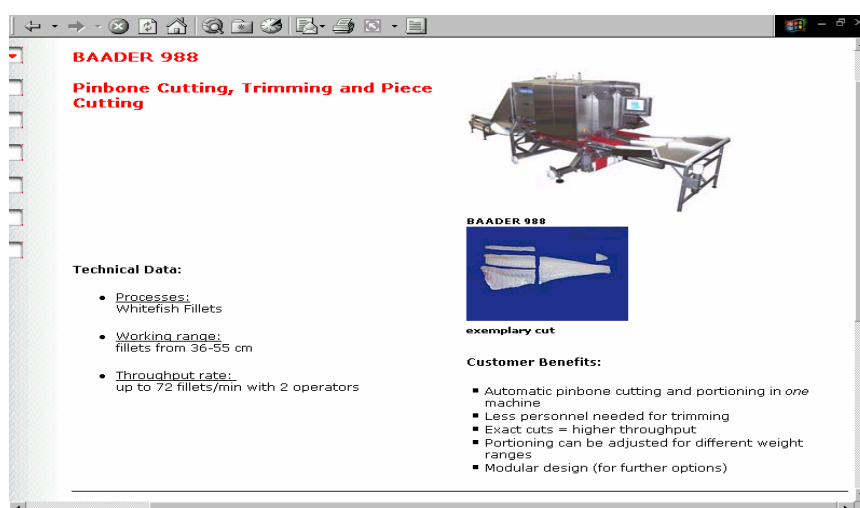 BAADER 988
Pinbone Cutting, Trimming and Piece
Cutting
BAADER 988
exemplary cut
Technical Data:
• Processes:
Whitefish Fillets
• Working range:
fillets from 36-55 cm
• Throughput rate:
up to 72 fillets/min with 2 operators
Customer Benefits:
▪ Automatic pinbone cutting and portioning in one
machine
▪ Less personnel needed for trimming
▪ Exact cuts = higher throughput
▪ Portioning can be adjusted for different weight
ranges
▪ Modular design (for further options)